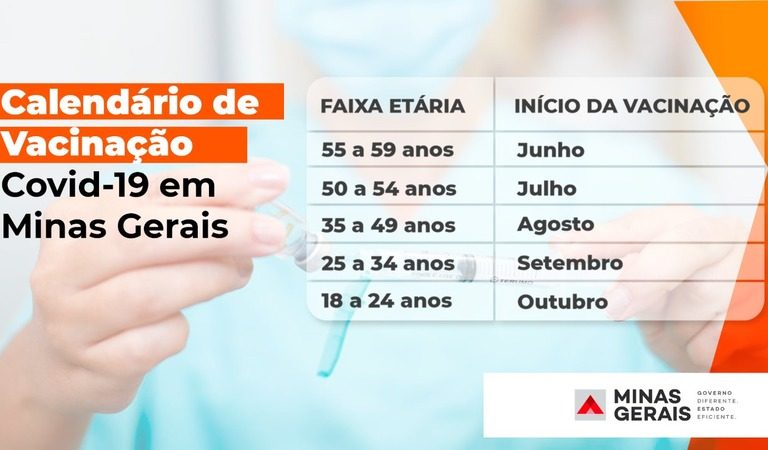 Calendário de
Vacinação
Covid-19 em
Minas Gerais
FAIXA ETÁRIA INÍCIO DA VACINAÇÃO
55 a 59 anos Junho
50 a 54 anos Julho
35 a 49 anos Agosto
25 a 34 anos Setembro
18 a 24 anos Outubro
TERUMO
MINAS
GERAIS
GOVERNO
DIFERENTE.
ESTADO
EFICIENTE.